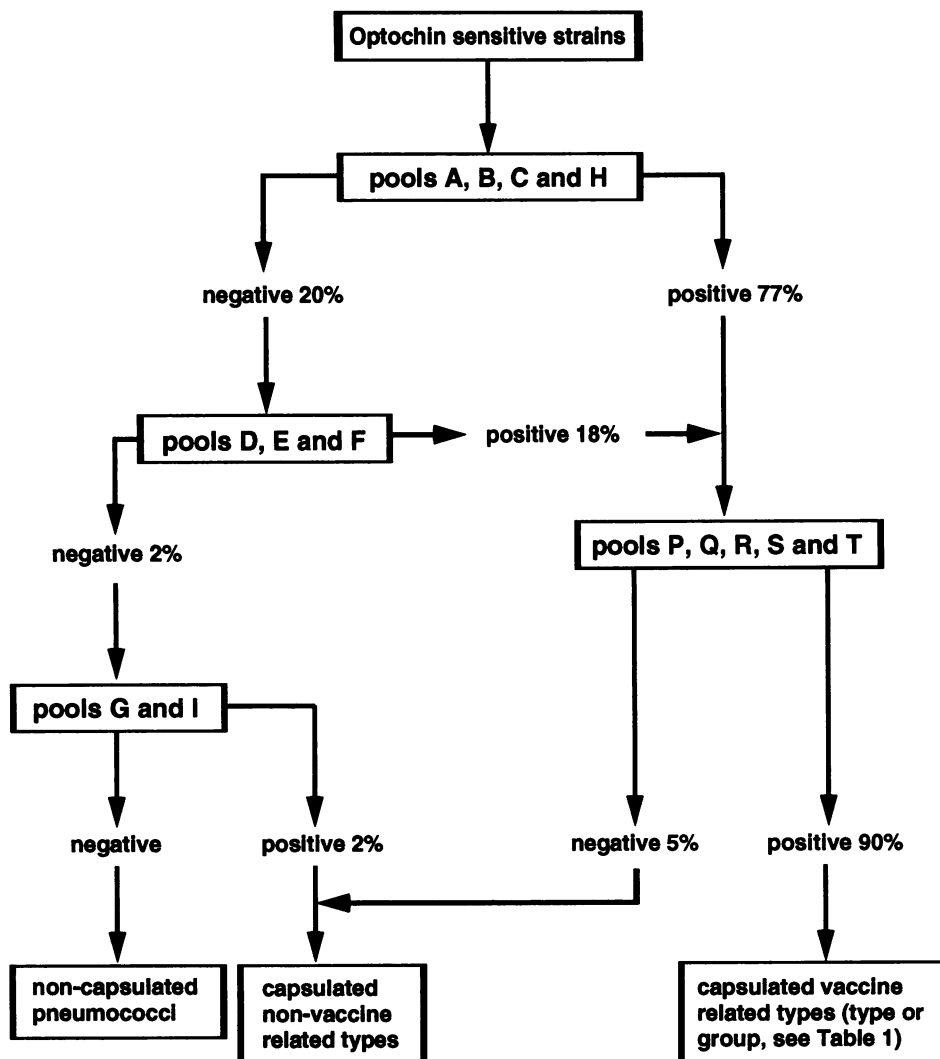 Optochin sensitive strains
pools A, B, C and H
negative 20%
positive 77%
pools D, E and F
positive 18%
negative 2%
pools P, Q, R, S and T
pools G and I
negative
positive 2%
negative 5%
positive 90%
non-capsulated
pneumococci
capsulated
non-vaccine
related types
capsulated vaccine
related types (type or
group, see Table 1)